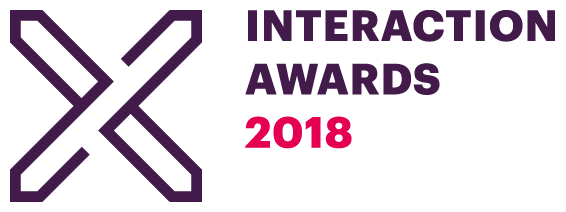 INTERACTION
AWARDS
2018